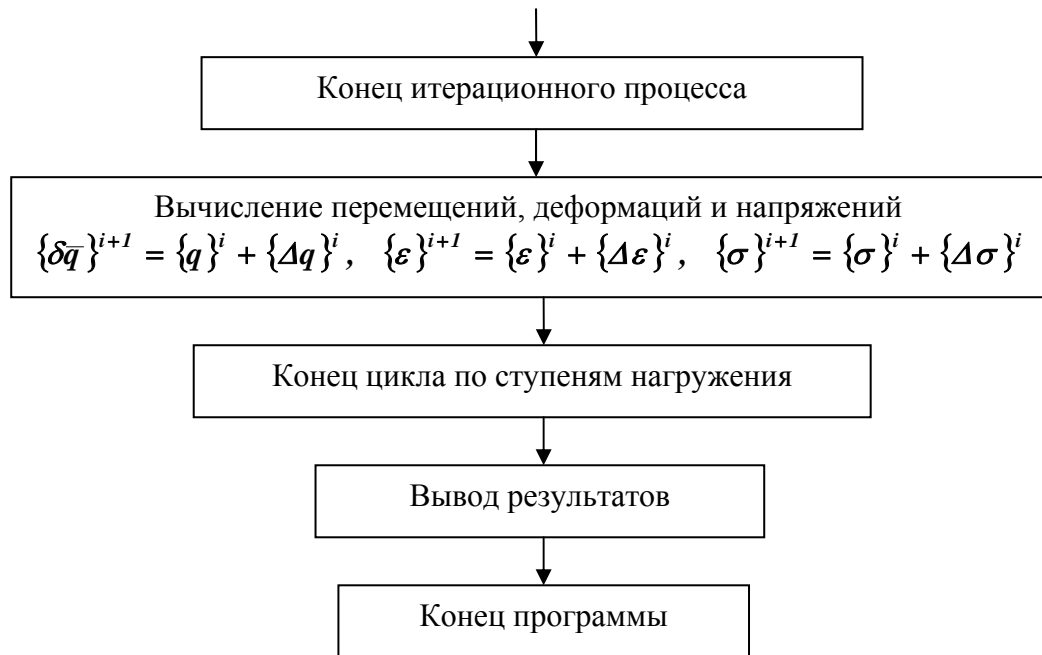 Конец итерационного процесса
Вычисление перемещений, деформаций и напряжений
{δq̅}^{i+1} = {q}^i + {Δq}^i, {ε}^{i+1} = {ε}^i + {Δε}^i, {σ}^{i+1} = {σ}^i + {Δσ}^i
Конец цикла по ступеням нагружения
Вывод результатов
Конец программы